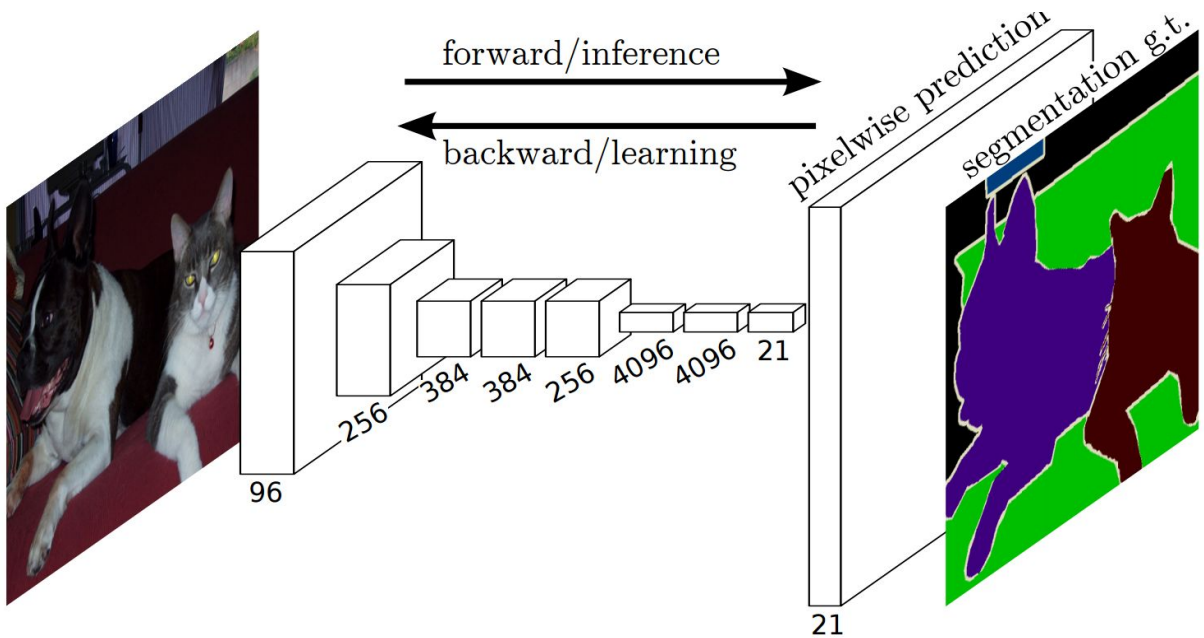 forward/inference
backward/learning
pixelwise prediction
segmentation g.t.
96
256
384
384
256
4096
4096
21
21